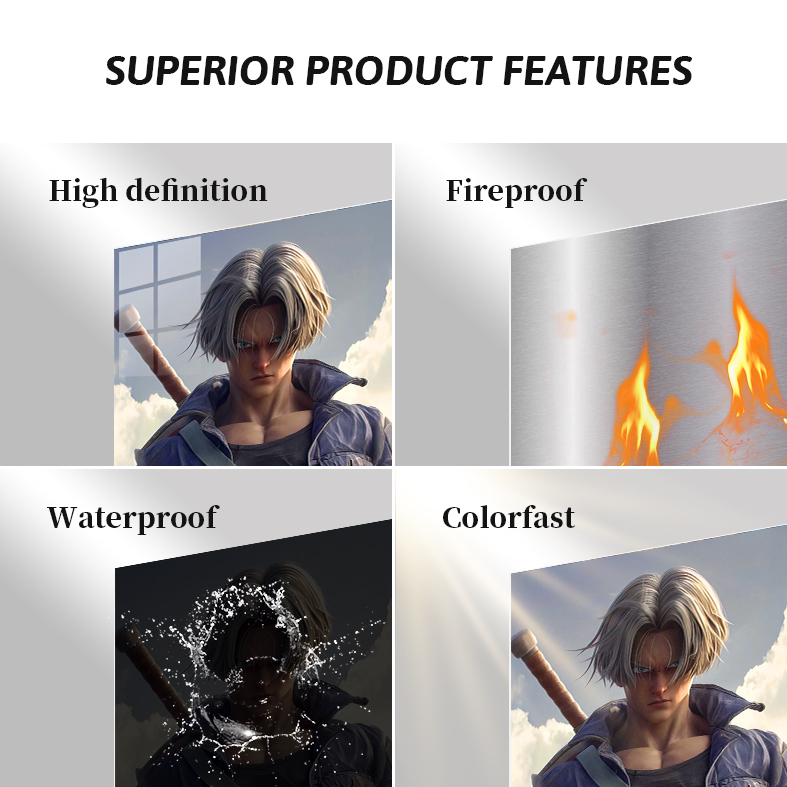 SUPERIOR PRODUCT FEATURES
High definition
Fireproof
Waterproof
Colorfast